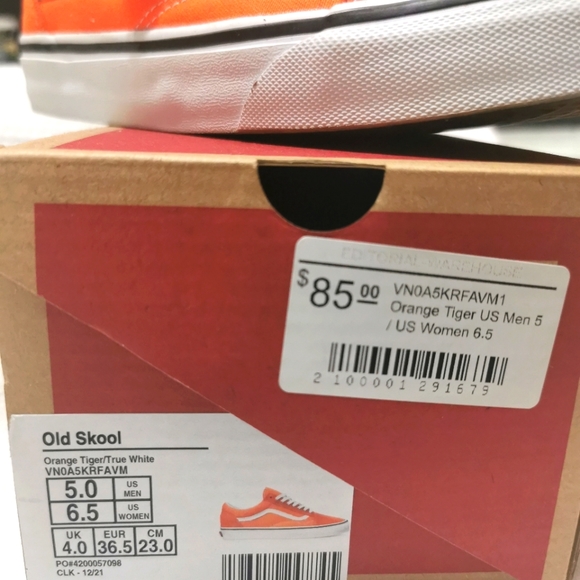 EDITORIAL WAREHOUSE
$85.00
VN0A5KRFAVM1
Orange Tiger US Men 5
/ US Women 6.5
2 100001 291679
Old Skool
Orange Tiger/True White
VN0A5KRFAVM
5.0 US MEN
6.5 US WOMEN
UK EUR CM
4.0 36.5 23.0
PO#4200057098
CLK - 12/21